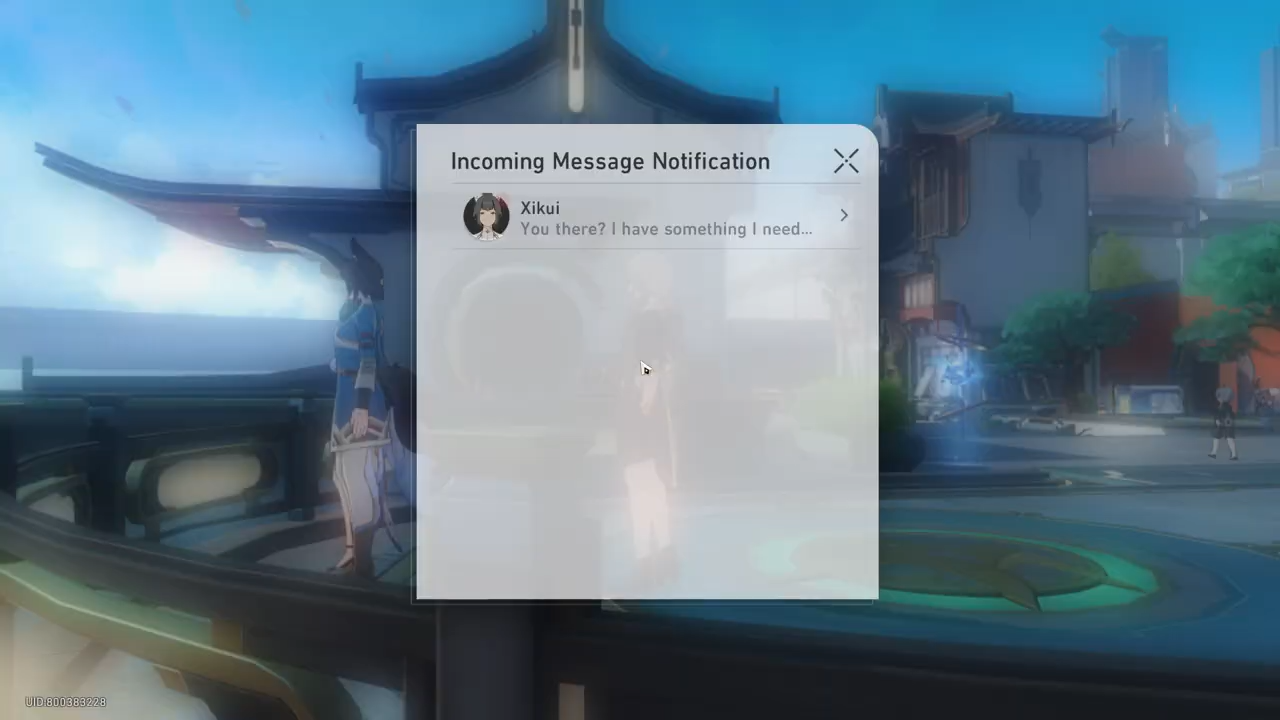 Incoming Message Notification
Xikui
You there? I have something I need...
UID:800383228